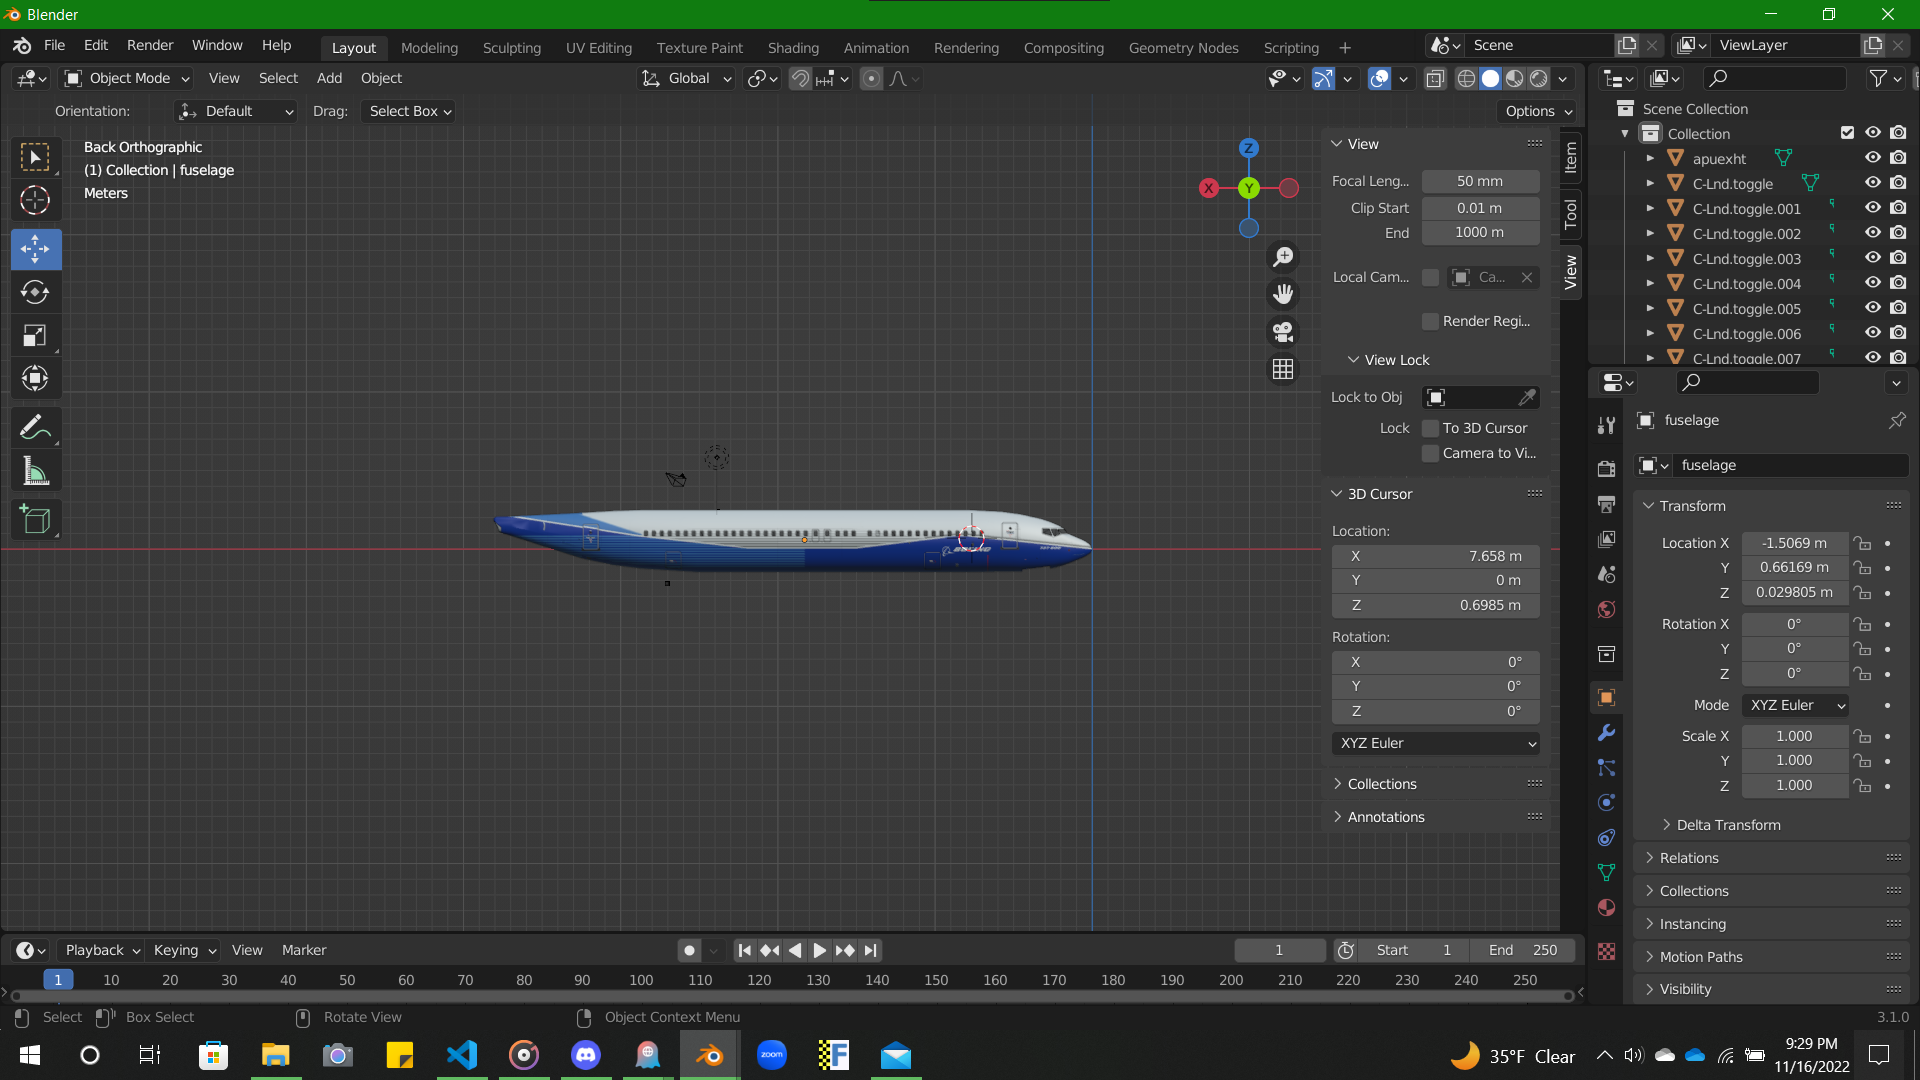 Blender
File Edit Render Window Help Layout Modeling Sculpting UV Editing Texture Paint Shading Animation Rendering Compositing Geometry Nodes Scripting + Scene ViewLayer
Object Mode View Select Add Object Global
Orientation: Default Drag: Select Box Options
Back Orthographic
(1) Collection | fuselage
Meters
Z
X
Y
View
Focal Leng... 50 mm
Clip Start 0.01 m
End 1000 m
Local Cam... Ca...
Render Regi...
View Lock
Lock to Obj
Lock To 3D Cursor
Camera to Vi...
3D Cursor
Location:
X 7.658 m
Y 0 m
Z 0.6985 m
Rotation:
X 0°
Y 0°
Z 0°
XYZ Euler
Collections
Annotations
Item
Tool
View
Scene Collection
Collection
apuexht
C-Lnd.toggle
C-Lnd.toggle.001
C-Lnd.toggle.002
C-Lnd.toggle.003
C-Lnd.toggle.004
C-Lnd.toggle.005
C-Lnd.toggle.006
C-Lnd.toggle.007
fuselage
fuselage
Transform
Location X -1.5069 m
Y 0.66169 m
Z 0.029805 m
Rotation X 0°
Y 0°
Z 0°
Mode XYZ Euler
Scale X 1.000
Y 1.000
Z 1.000
Delta Transform
Relations
Collections
Instancing
Motion Paths
Visibility
Playback Keying View Marker 1 Start 1 End 250
1 10 20 30 40 50 60 70 80 90 100 110 120 130 140 150 160 170 180 190 200 210 220 230 240 250
Select Box Select Rotate View Object Context Menu 3.1.0
zoom
F
35°F Clear
9:29 PM
11/16/2022